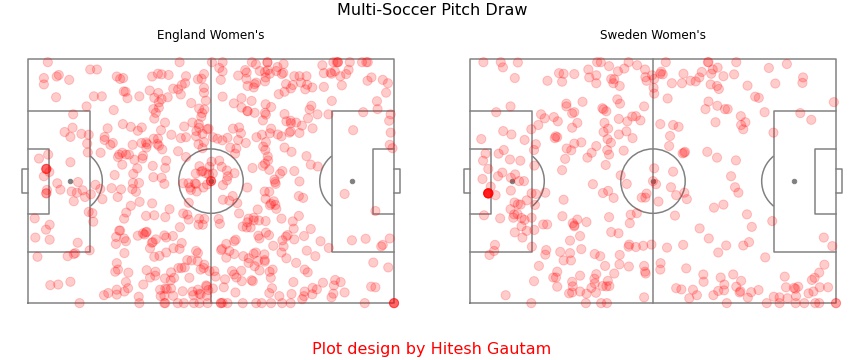 Multi-Soccer Pitch Draw
England Women's
Sweden Women's
Plot design by Hitesh Gautam